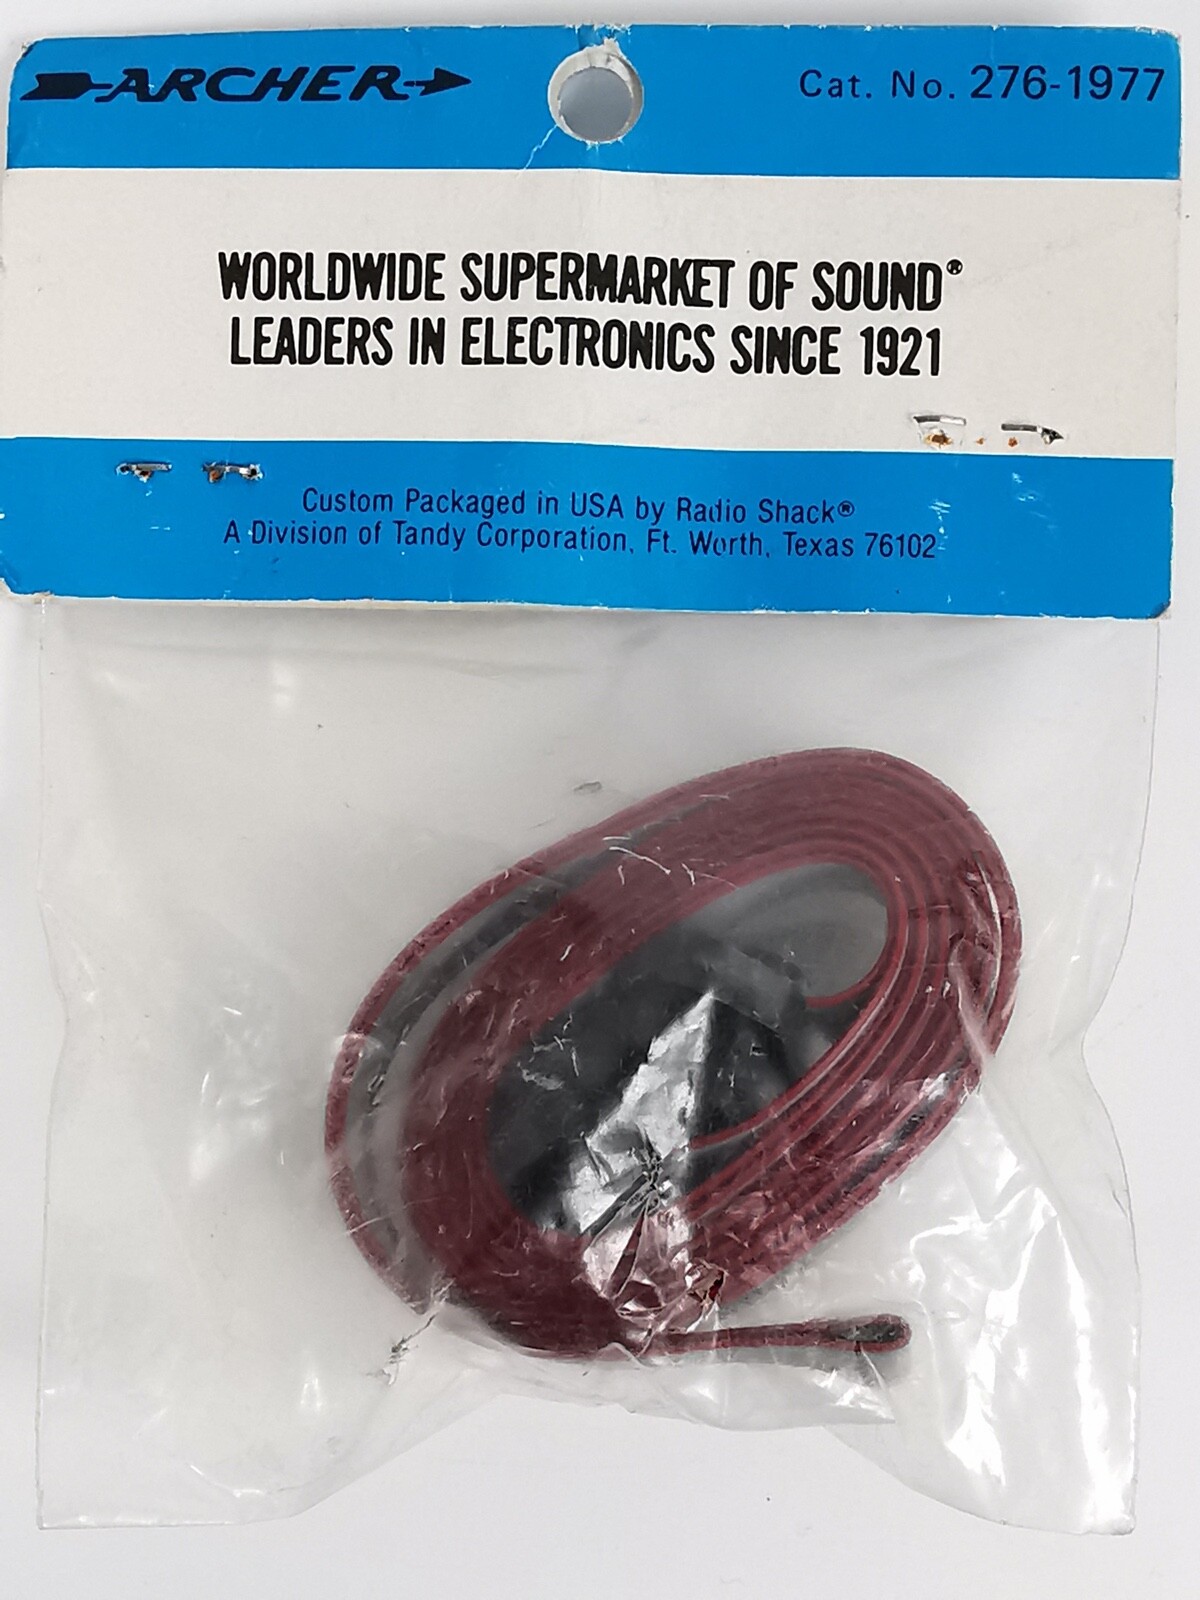 ARCHER
Cat. No. 276-1977
WORLDWIDE SUPERMARKET OF SOUND®
LEADERS IN ELECTRONICS SINCE 1921
Custom Packaged in USA by Radio Shack®
A Division of Tandy Corporation, Ft. Worth, Texas 76102